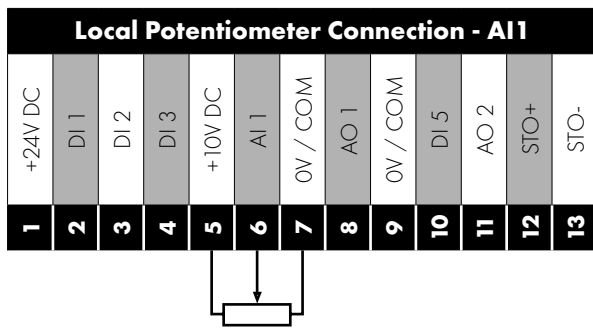 Local Potentiometer Connection - AI1
+24V DC
DI 1
DI 2
DI 3
+10V DC
AI 1
0V / COM
AO 1
0V / COM
DI 5
AO 2
STO+
STO-
1
2
3
4
5
6
7
8
9
10
11
12
13